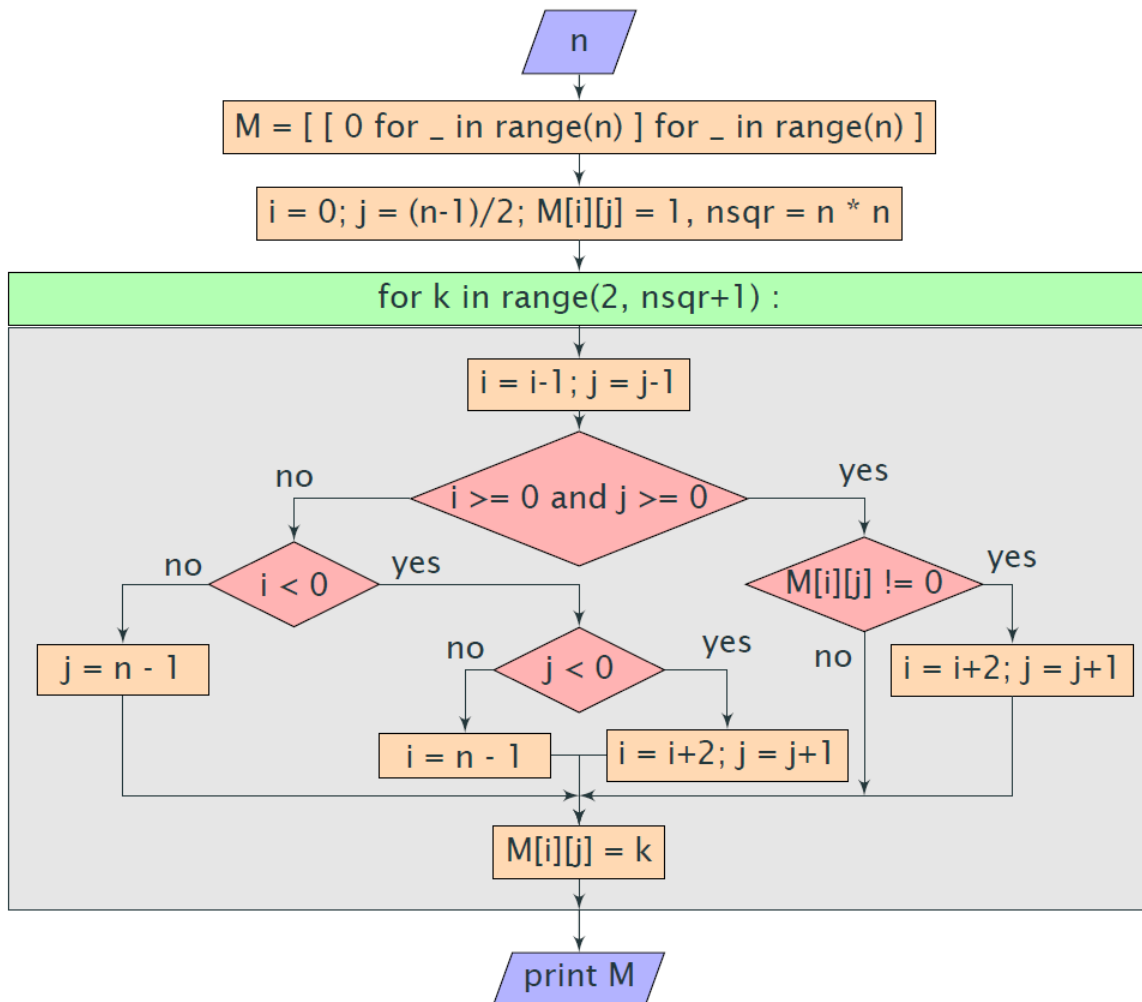 n
M = [ [ 0 for _ in range(n) ] for _ in range(n) ]
i = 0; j = (n-1)/2; M[i][j] = 1, nsqr = n * n
for k in range(2, nsqr+1) :
i = i-1; j = j-1
i >= 0 and j >= 0
no
yes
i < 0
no
yes
M[i][j] != 0
yes
no
j = n - 1
j < 0
no
yes
i = i+2; j = j+1
i = n - 1
i = i+2; j = j+1
M[i][j] = k
print M